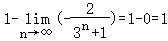 1-lim n→∞ (-2/(3^n+1))=1-0=1